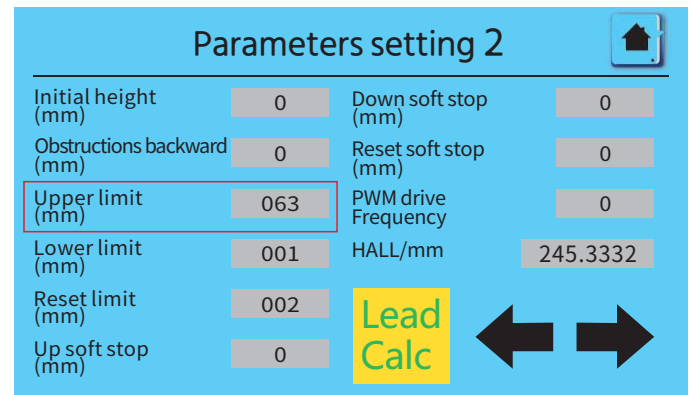 Parameters setting 2
Initial height
(mm)
0
Obstructions backward
(mm)
0
Upper limit
(mm)
063
Lower limit
(mm)
001
Reset limit
(mm)
002
Up soft stop
(mm)
0
Down soft stop
(mm)
0
Reset soft stop
(mm)
0
PWM drive
Frequency
0
HALL/mm
245.3332
Lead
Calc